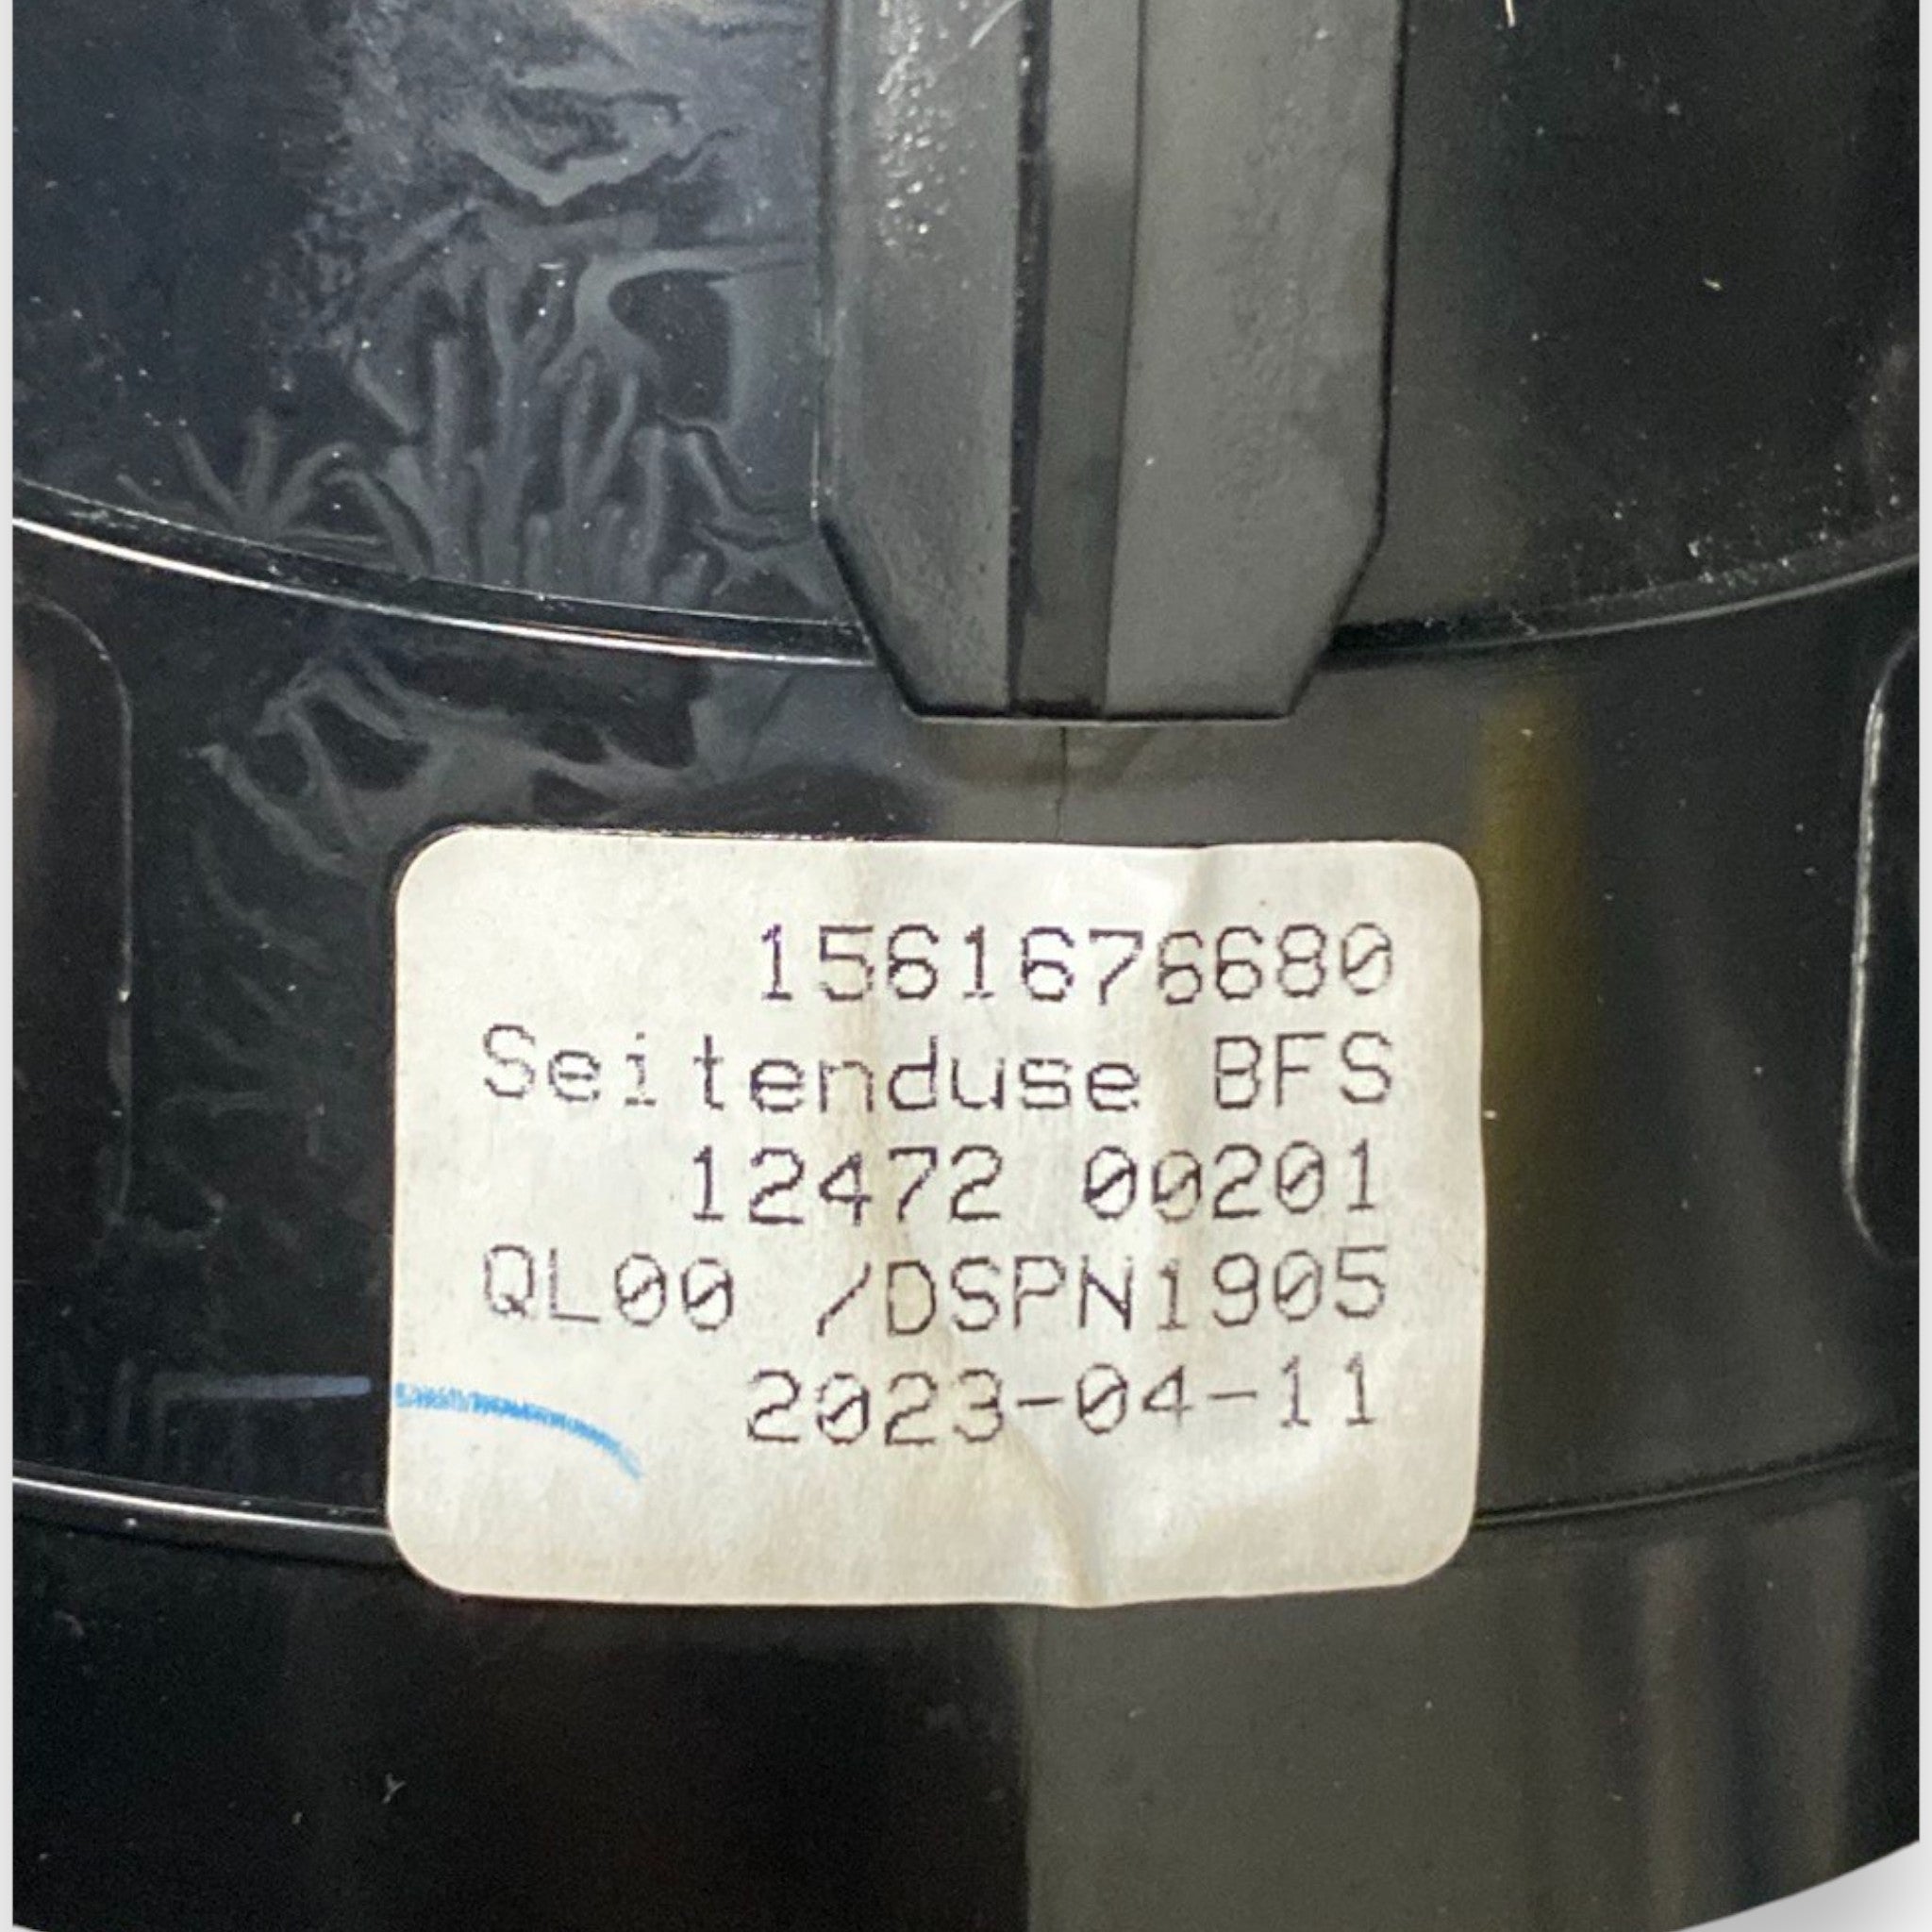 1561676680
Seitenduse BFS
12472 00201
QL00 /DSPN1905
2023-04-11